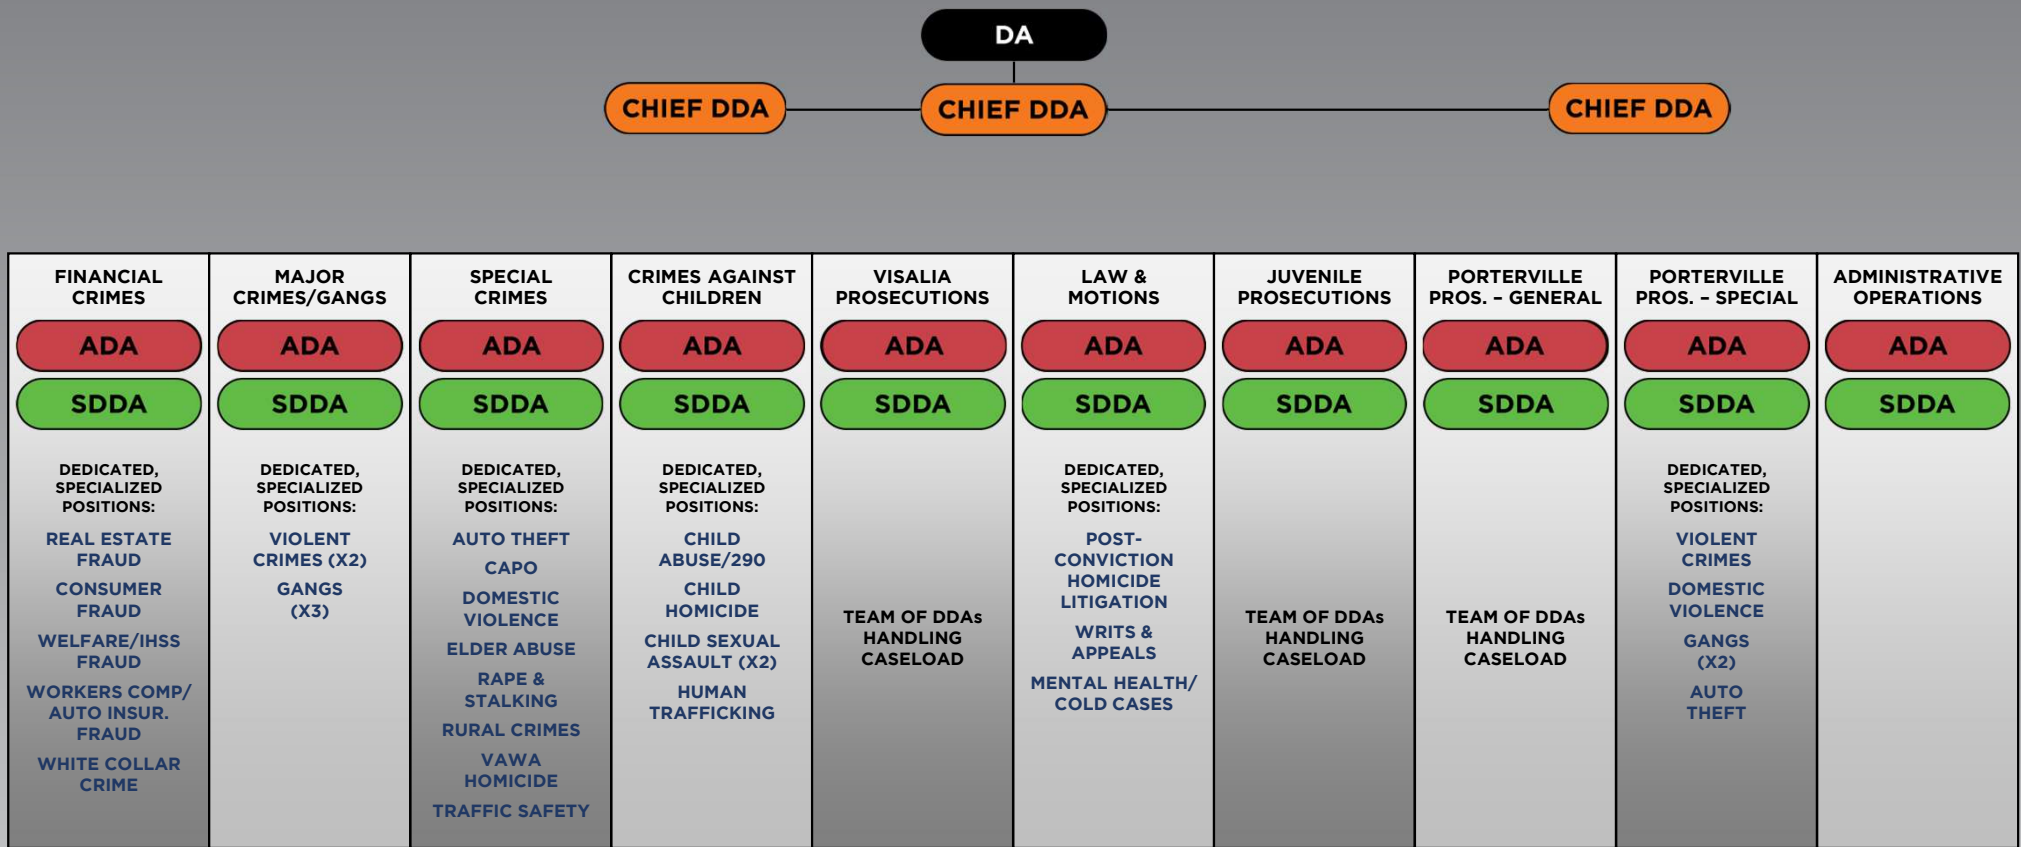 DA
CHIEF DDA
CHIEF DDA
CHIEF DDA
FINANCIAL
CRIMES
ADA
SDDA
DEDICATED,
SPECIALIZED
POSITIONS:
REAL ESTATE
FRAUD
CONSUMER
FRAUD
WELFARE/IHSS
FRAUD
WORKERS COMP/
AUTO INSUR.
FRAUD
WHITE COLLAR
CRIME
MAJOR
CRIMES/GANGS
ADA
SDDA
DEDICATED,
SPECIALIZED
POSITIONS:
VIOLENT
CRIMES (X2)
GANGS
(X3)
SPECIAL
CRIMES
ADA
SDDA
DEDICATED,
SPECIALIZED
POSITIONS:
AUTO THEFT
CAPO
DOMESTIC
VIOLENCE
ELDER ABUSE
RAPE &
STALKING
RURAL CRIMES
VAWA
HOMICIDE
TRAFFIC SAFETY
CRIMES AGAINST
CHILDREN
ADA
SDDA
DEDICATED,
SPECIALIZED
POSITIONS:
CHILD
ABUSE/290
CHILD
HOMICIDE
CHILD SEXUAL
ASSAULT (X2)
HUMAN
TRAFFICKING
VISALIA
PROSECUTIONS
ADA
SDDA
TEAM OF DDAs
HANDLING
CASELOAD
LAW &
MOTIONS
ADA
SDDA
DEDICATED,
SPECIALIZED
POSITIONS:
POST-
CONVICTION
HOMICIDE
LITIGATION
WRITS &
APPEALS
MENTAL HEALTH/
COLD CASES
JUVENILE
PROSECUTIONS
ADA
SDDA
TEAM OF DDAs
HANDLING
CASELOAD
PORTERVILLE
PROS. – GENERAL
ADA
SDDA
TEAM OF DDAs
HANDLING
CASELOAD
PORTERVILLE
PROS. – SPECIAL
ADA
SDDA
DEDICATED,
SPECIALIZED
POSITIONS:
VIOLENT
CRIMES
DOMESTIC
VIOLENCE
GANGS
(X2)
AUTO
THEFT
ADMINISTRATIVE
OPERATIONS
ADA
SDDA